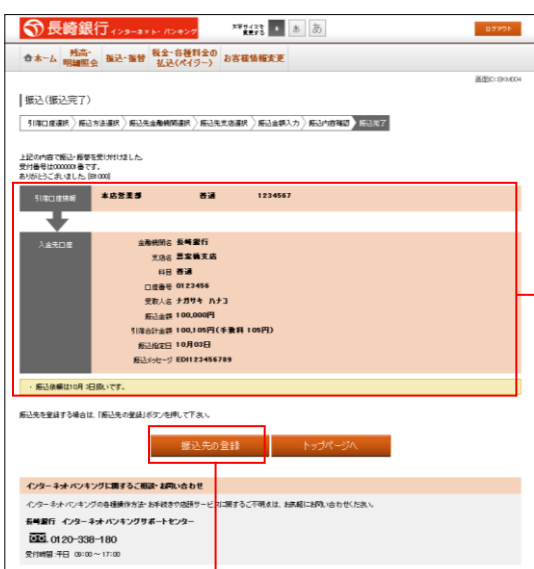 長崎銀行 インターネット・バンキング
文字サイズを変更する あ あ
ログアウト
ホーム 残高・明細照会 振込・振替 税金・各種料金の払込(ペイジー) お客様情報変更
振込(振込完了)
引落口座選択 振込方法選択 振込先金融機関選択 振込先支店選択 振込金額入力 振込内容確認 振込完了
上記の内容で振込・振替を受け付けました。
受付番号は000001番です。
ありがとうございました。
引落口座情報 本店営業部 普通 1234567
入金先口座
金融機関名 長崎銀行
支店名 思案橋支店
科目 普通
口座番号 0123456
受取人名 ナガサキ ハナコ
振込金額 100,000円
引落合計金額 100,105円(手数料 105円)
振込指定日 10月03日
振込メッセージ EDI123456789
・振込依頼は10月 3日扱いです。
振込先を登録する場合は、「振込先の登録」ボタンを押して下さい。
振込先の登録 トップページへ
インターネットバンキングに関するご相談・お問い合わせ
インターネットバンキングの各種操作方法・お手続きや店頭サービスに関するご不明点は、お気軽にお問い合わせください。
長崎銀行 インターネットバンキングサポートセンター
0120-338-180
受付時間:平日 09:00～17:00